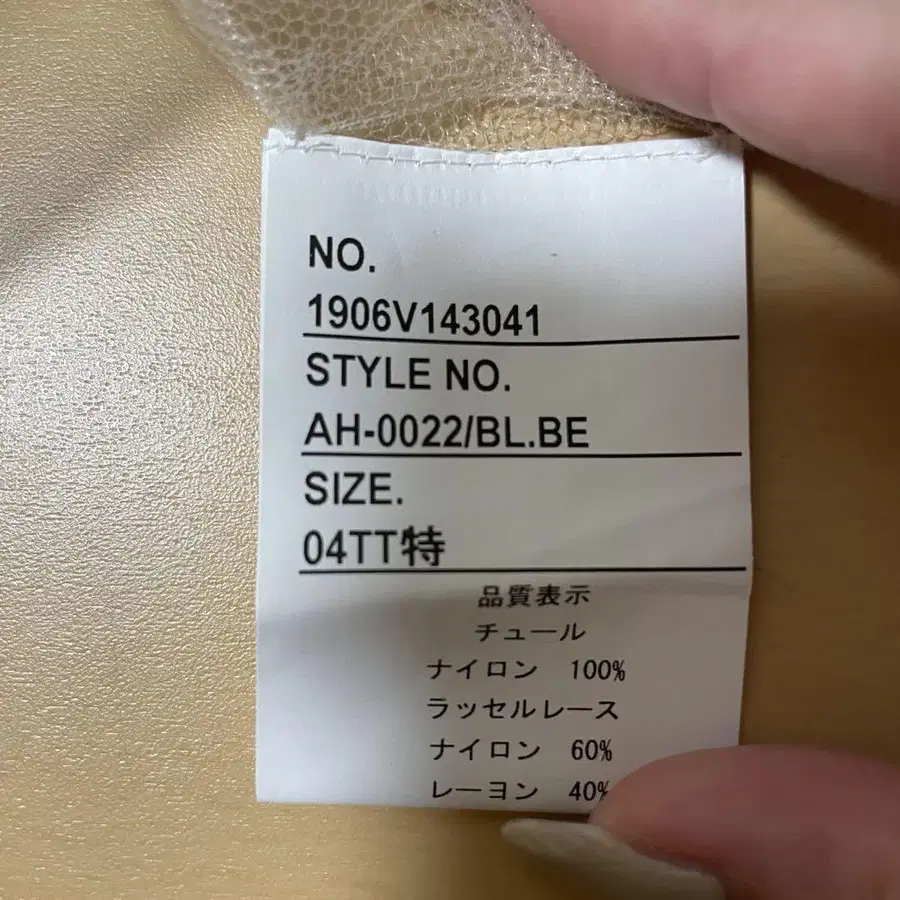 NO.
1906V143041
STYLE NO.
AH-0022/BL.BE
SIZE.
04TT特
品質表示
チュール
ナイロン 100%
ラッセルレース
ナイロン 60%
レーヨン 40%